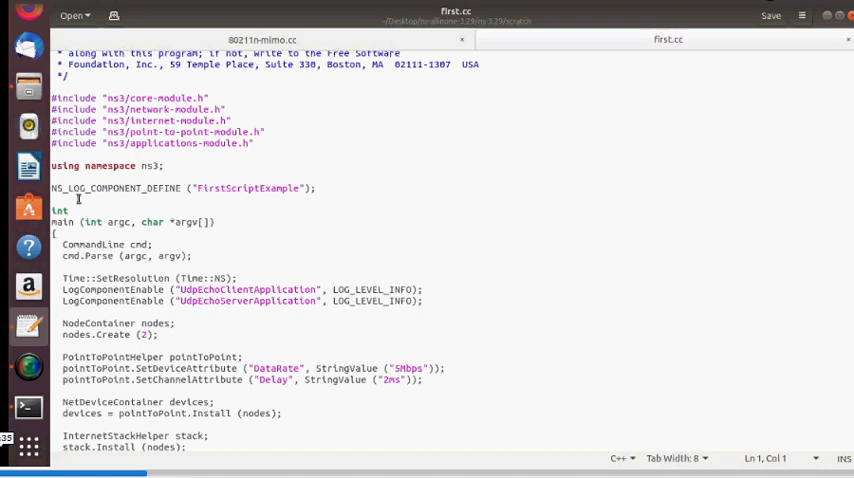 Open
first.cc
~/Desktop/ns-allinone-3.29/ns-3.29/scratch
Save
80211n-mimo.cc
first.cc
* along with this program; if not, write to the Free Software
* Foundation, Inc., 59 Temple Place, Suite 330, Boston, MA 02111-1307 USA
*/
#include "ns3/core-module.h"
#include "ns3/network-module.h"
#include "ns3/internet-module.h"
#include "ns3/point-to-point-module.h"
#include "ns3/applications-module.h"
using namespace ns3;
NS_LOG_COMPONENT_DEFINE ("FirstScriptExample");
int
main (int argc, char *argv[])
{
CommandLine cmd;
cmd.Parse (argc, argv);
Time::SetResolution (Time::NS);
LogComponentEnable ("UdpEchoClientApplication", LOG_LEVEL_INFO);
LogComponentEnable ("UdpEchoServerApplication", LOG_LEVEL_INFO);
NodeContainer nodes;
nodes.Create (2);
PointToPointHelper pointToPoint;
pointToPoint.SetDeviceAttribute ("DataRate", StringValue ("5Mbps"));
pointToPoint.SetChannelAttribute ("Delay", StringValue ("2ms"));
NetDeviceContainer devices;
devices = pointToPoint.Install (nodes);
InternetStackHelper stack;
stack.Install (nodes);
:35
C++
Tab Width: 8
Ln 1, Col 1
INS